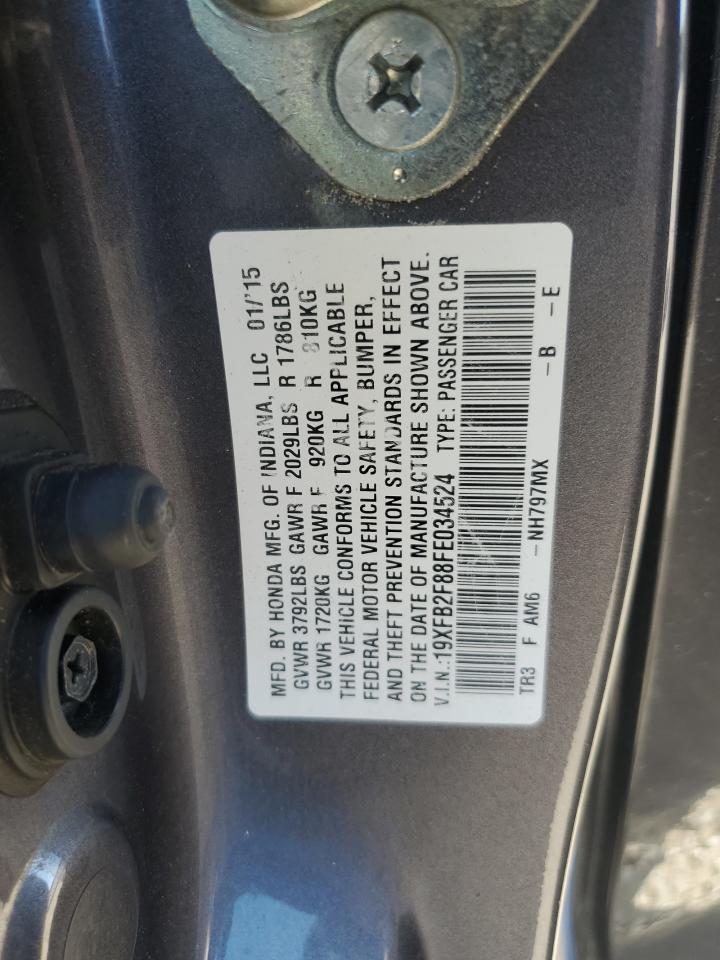 MFD. BY HONDA MFG. OF INDIANA, LLC 01/'15
GVWR 3792LBS GAWR F 2029LBS R 1786LBS
GVWR 1720KG GAWR F 920KG R 810KG
THIS VEHICLE CONFORMS TO ALL APPLICABLE
FEDERAL MOTOR VEHICLE SAFETY, BUMPER,
AND THEFT PREVENTION STANDARDS IN EFFECT
ON THE DATE OF MANUFACTURE SHOWN ABOVE.
V.I.N.:19XFB2F88FE034524 TYPE: PASSENGER CAR
TR3 F AM6 -NH797MX -B -E